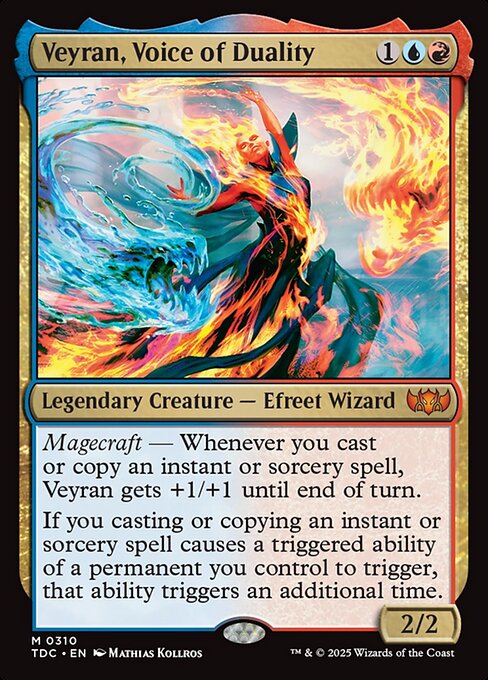 Veyran, Voice of Duality 1
Legendary Creature — Efreet Wizard
Magecraft — Whenever you cast
or copy an instant or sorcery spell,
Veyran gets +1/+1 until end of turn.
If you casting or copying an instant or
sorcery spell causes a triggered ability
of a permanent you control to trigger,
that ability triggers an additional time.
2/2
M 0310
TDC • EN Mathias Kollros
™ & © 2025 Wizards of the Coast